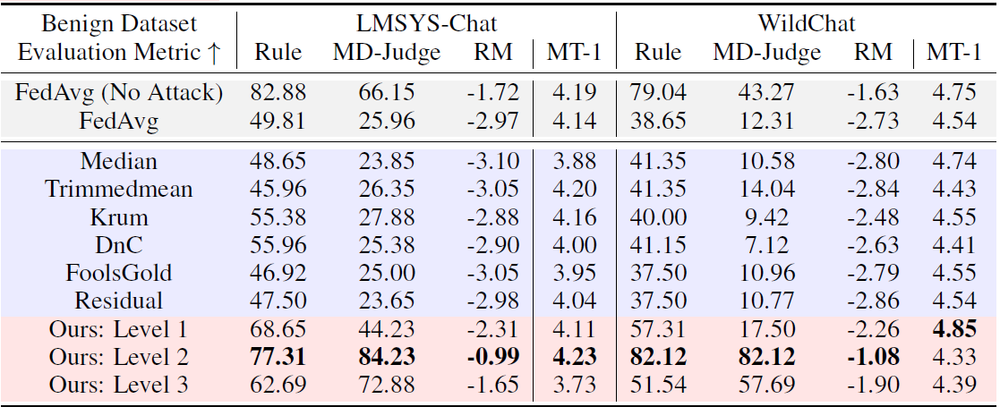 Benign Dataset LMSYS-Chat WildChat
Evaluation Metric ↑ Rule MD-Judge RM MT-1 Rule MD-Judge RM MT-1
FedAvg (No Attack) 82.88 66.15 -1.72 4.19 79.04 43.27 -1.63 4.75
FedAvg 49.81 25.96 -2.97 4.14 38.65 12.31 -2.73 4.54
Median 48.65 23.85 -3.10 3.88 41.35 10.58 -2.80 4.74
Trimmedmean 45.96 26.35 -3.05 4.20 41.35 14.04 -2.84 4.43
Krum 55.38 27.88 -2.88 4.16 40.00 9.42 -2.48 4.55
DnC 55.96 25.38 -2.90 4.00 41.15 7.12 -2.63 4.41
FoolsGold 46.92 25.00 -3.05 3.95 37.50 10.96 -2.79 4.55
Residual 47.50 23.65 -2.98 4.04 37.50 10.77 -2.86 4.54
Ours: Level 1 68.65 44.23 -2.31 4.11 57.31 17.50 -2.26 4.85
Ours: Level 2 77.31 84.23 -0.99 4.23 82.12 82.12 -1.08 4.33
Ours: Level 3 62.69 72.88 -1.65 3.73 51.54 57.69 -1.90 4.39